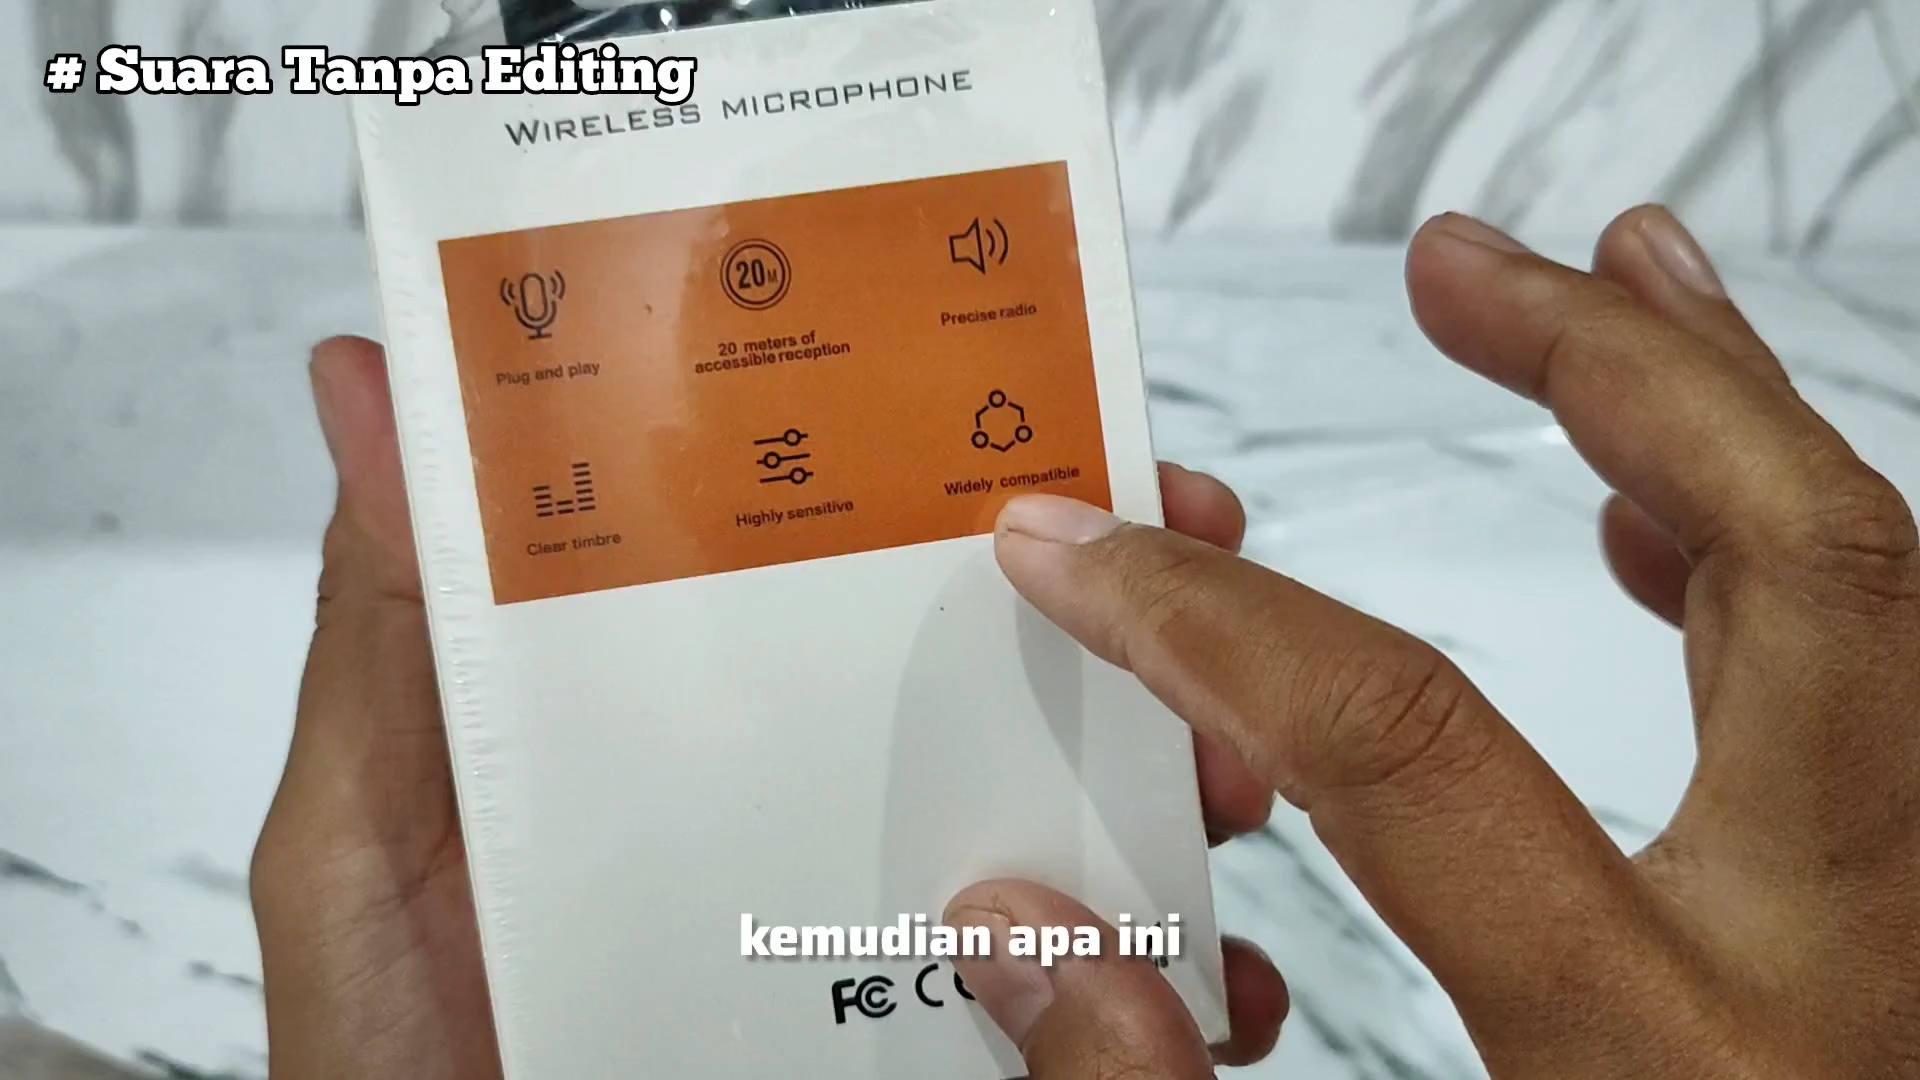 # Suara Tanpa Editing
WIRELESS MICROPHONE
20M
Plug and play
20 meters of
accessible reception
Precise radio
Clear timbre
Highly sensitive
Widely compatible
kemudian apa ini
FC